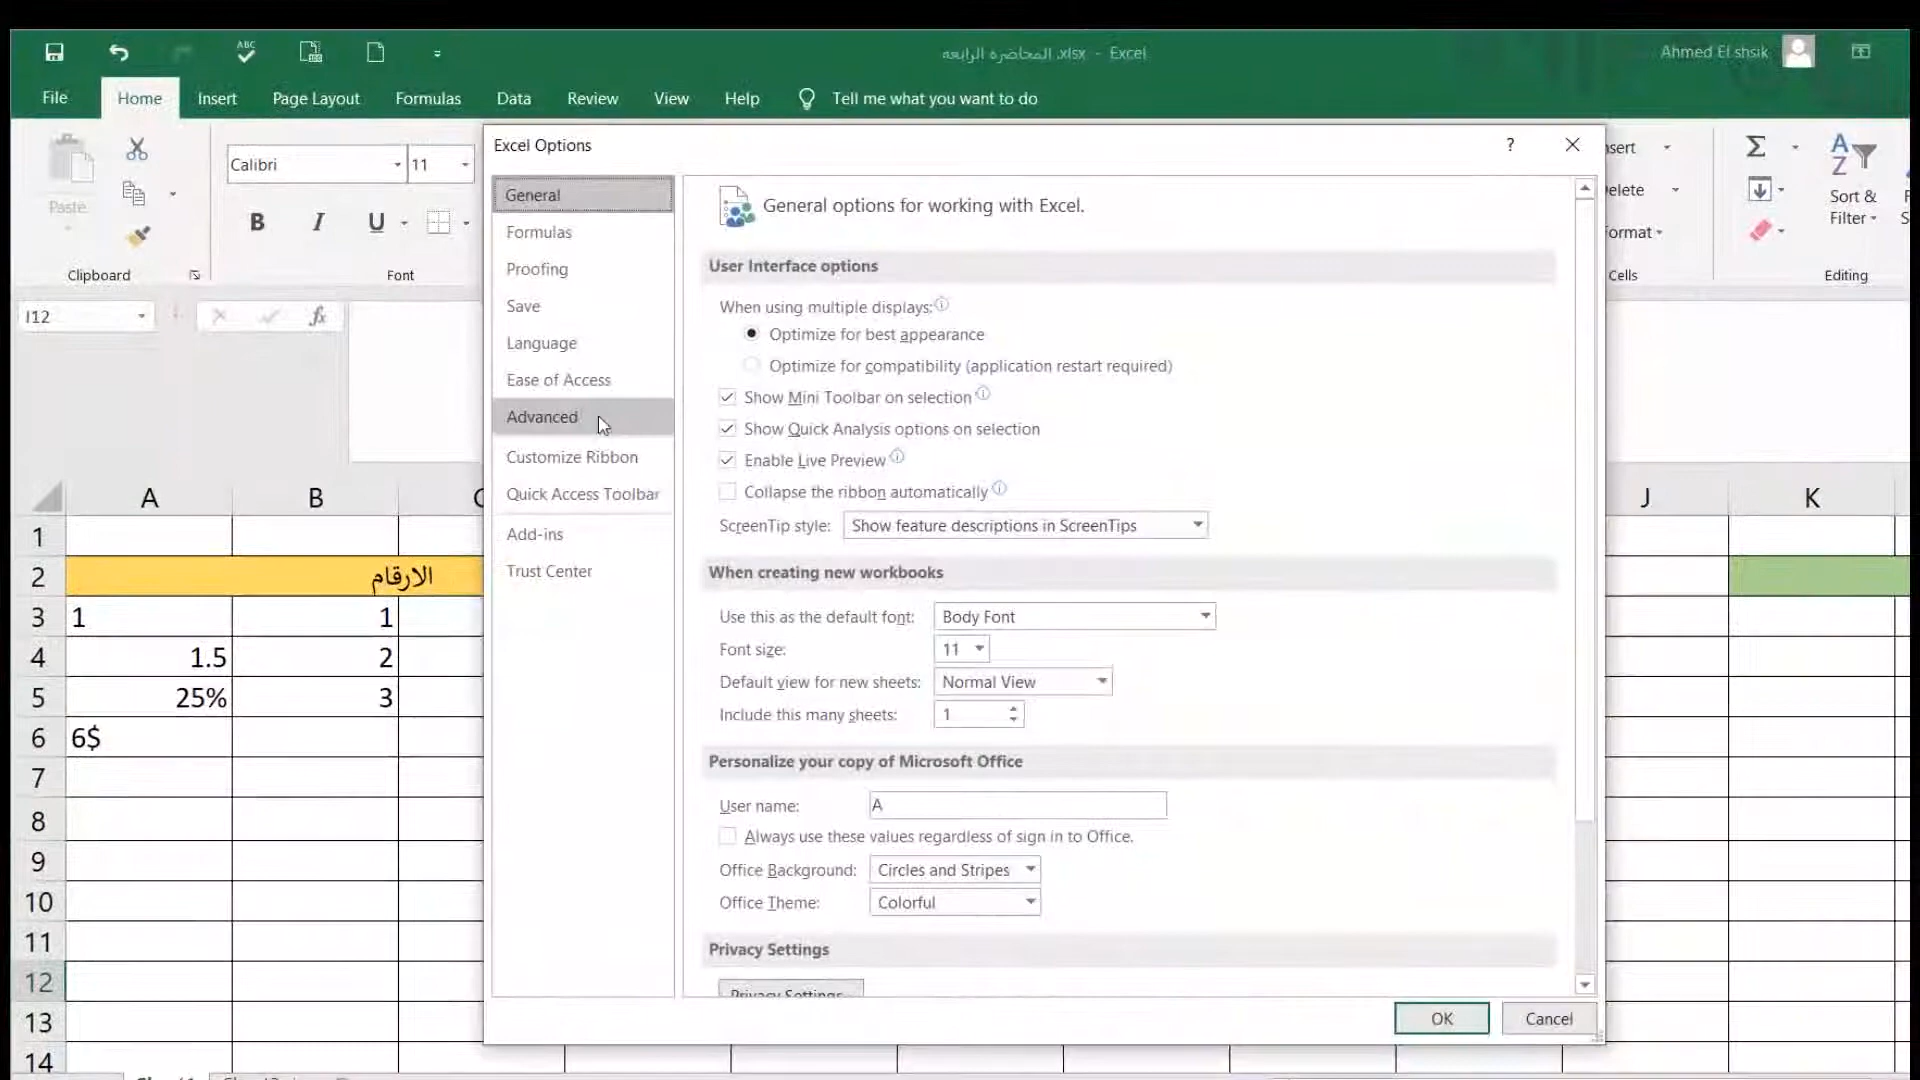 ABC
المحاضره الرابعه .xlsx - Excel
Ahmed El shsik
File Home Insert Page Layout Formulas Data Review View Help Tell me what you want to do
Excel Options ?
Calibri 11
Paste
B I U
Clipboard
Font
Sort &
Filter
Cells
Editing
I12
fx
General
Formulas
Proofing
Save
Language
Ease of Access
Advanced
Customize Ribbon
Quick Access Toolbar
Add-ins
Trust Center
General options for working with Excel.
User Interface options
When using multiple displays:
Optimize for best appearance
Optimize for compatibility (application restart required)
Show Mini Toolbar on selection
Show Quick Analysis options on selection
Enable Live Preview
Collapse the ribbon automatically
ScreenTip style: Show feature descriptions in ScreenTips
When creating new workbooks
Use this as the default font: Body Font
Font size: 11
Default view for new sheets: Normal View
Include this many sheets: 1
Personalize your copy of Microsoft Office
User name: A
Always use these values regardless of sign in to Office.
Office Background: Circles and Stripes
Office Theme: Colorful
Privacy Settings
Privacy Settings...
OK Cancel
A B J K
1
2 الارقام
3 1 1
4 1.5 2
5 25% 3
6 6$
7
8
9
10
11
12
13
14